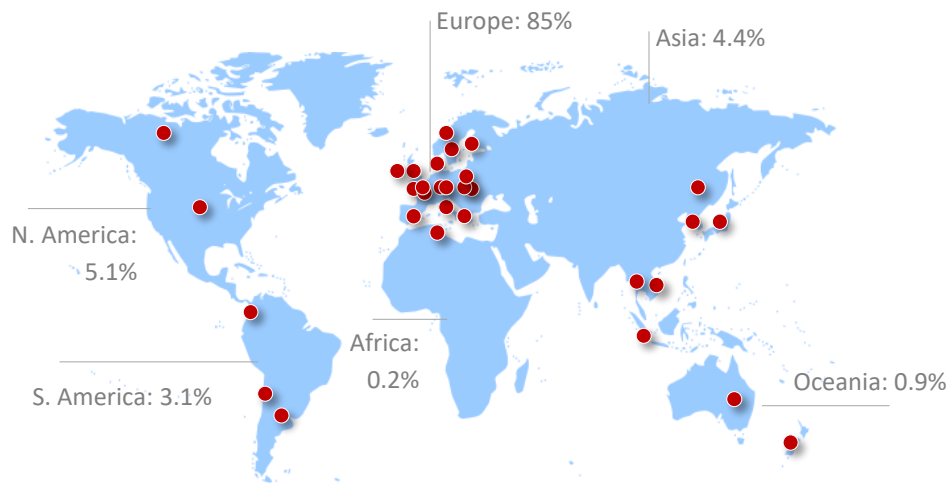 Europe: 85%
Asia: 4.4%
N. America:
5.1%
Africa:
0.2%
S. America: 3.1%
Oceania: 0.9%